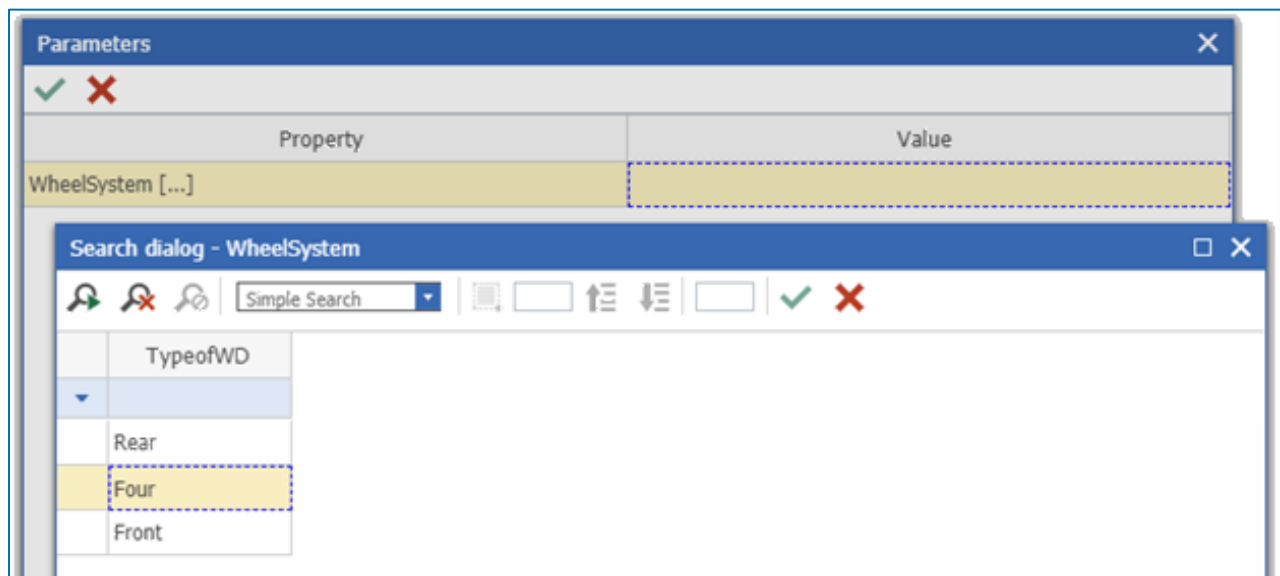 Parameters
Property Value
WheelSystem [...]
Search dialog - WheelSystem
Simple Search
TypeofWD
Rear
Four
Front